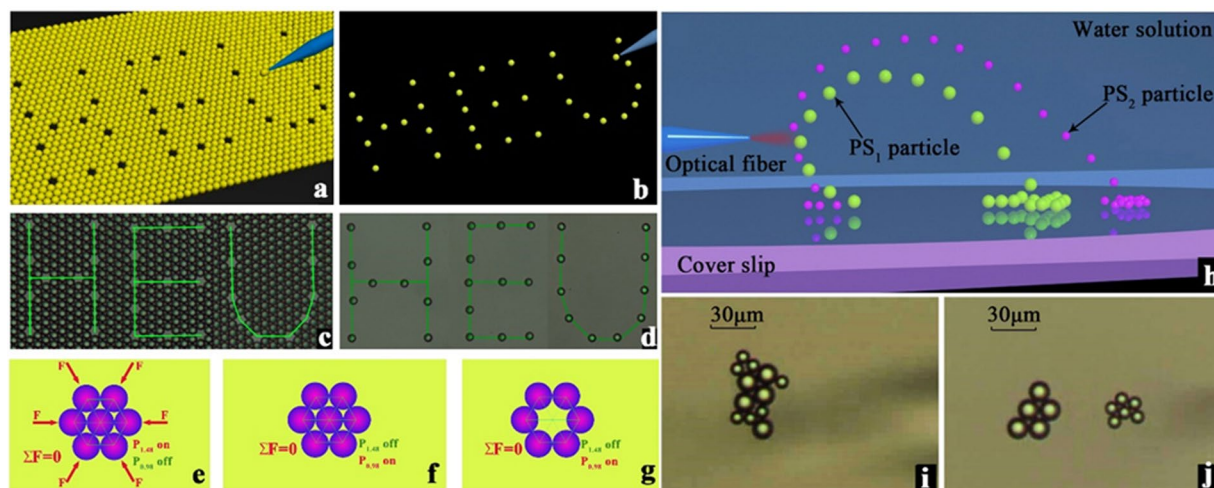 a
b
c
d
F
F
F
F
F
F
ΣF=0
P1.48 on
P0.98 off
e
ΣF=0
P1.48 off
P0.98 on
f
ΣF=0
P1.48 off
P0.98 on
g
Water solution
PS2 particle
PS1 particle
Optical fiber
Cover slip
h
30μm
i
30μm
j